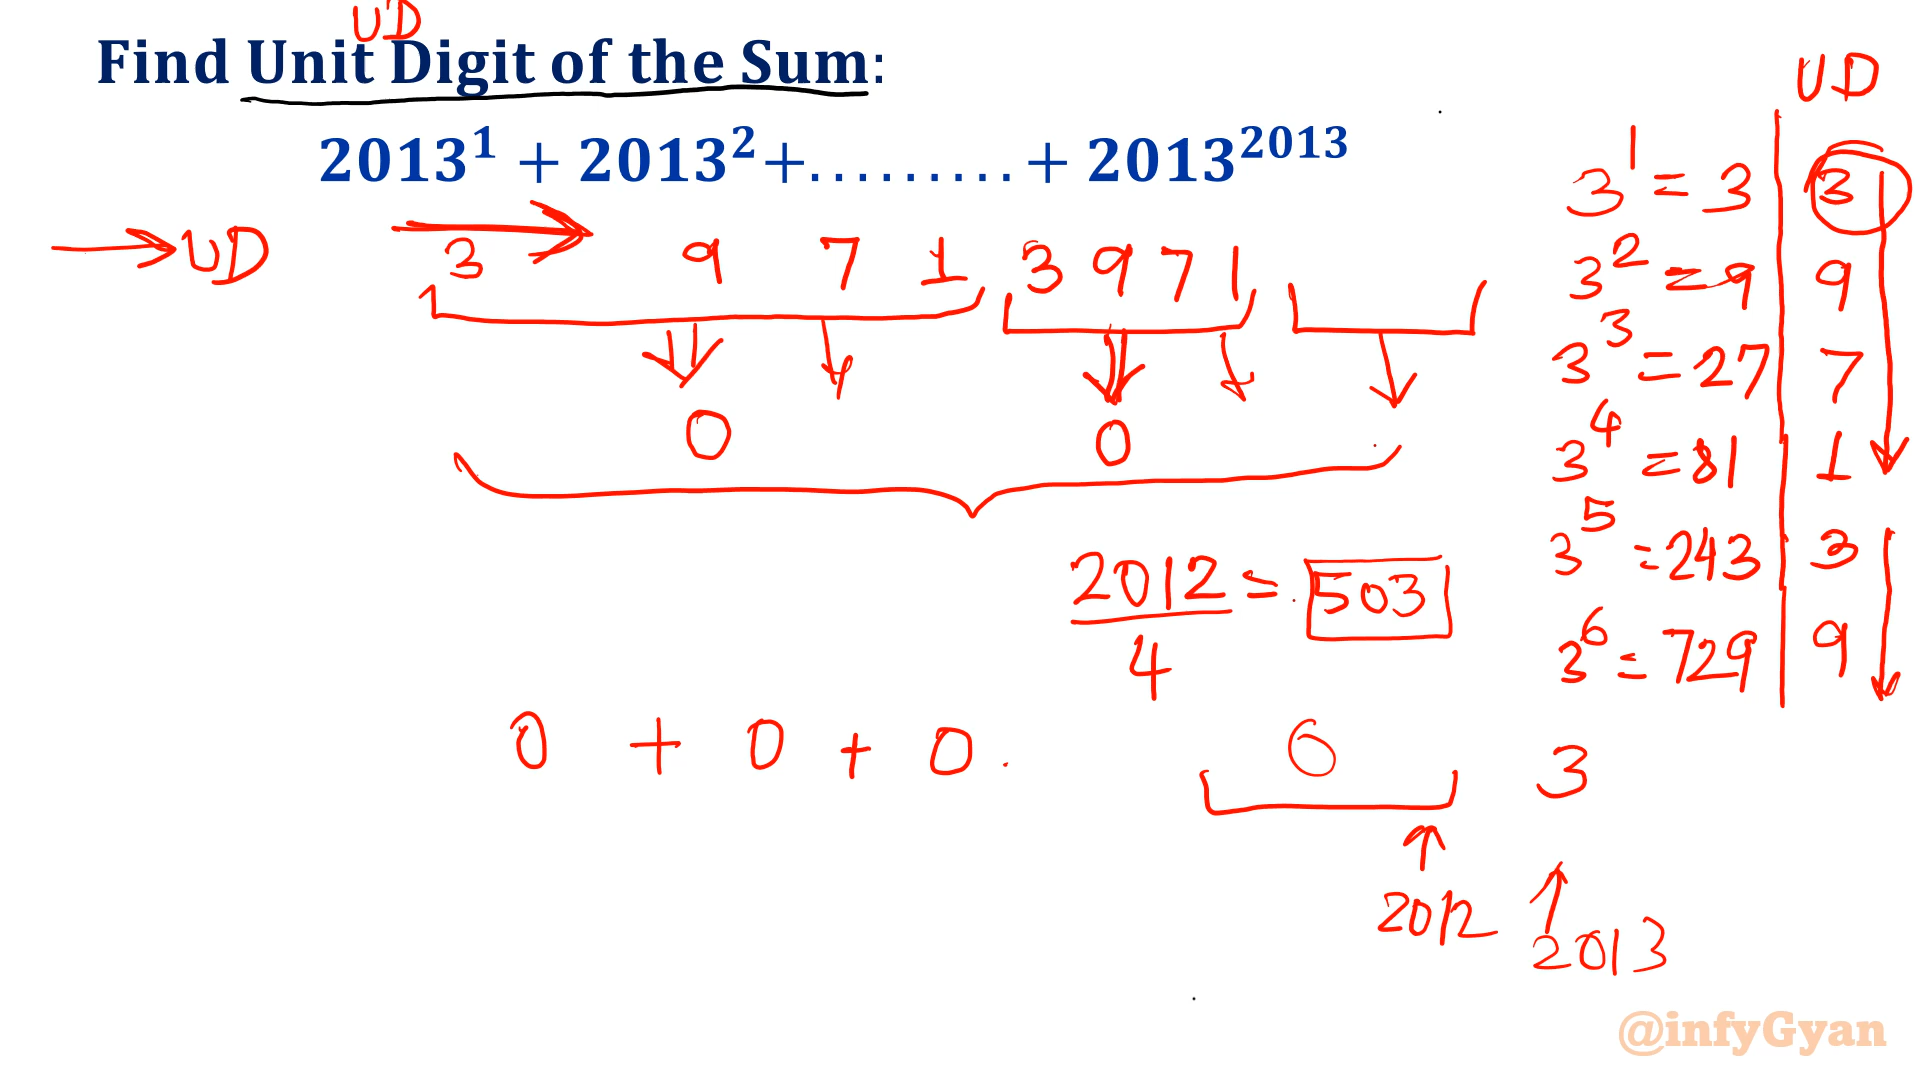 UD
Find Unit Digit of the Sum:
2013¹ + 2013²+.........+ 2013²⁰¹³
UD 3 9 7 1 3 9 7 1
0 0
2012/4 = 503
0 + 0 + 0 . 0 3
2012 2013
UD
3¹ = 3 3
3² = 9 9
3³ = 27 7
3⁴ = 81 1
3⁵ = 243 3
3⁶ = 729 9
@infyGyan